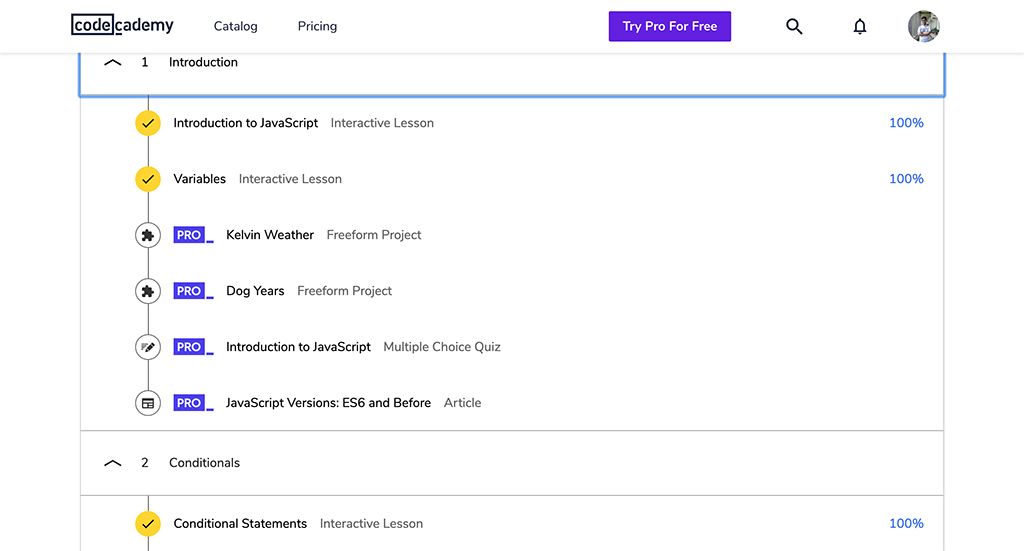 codecademy Catalog Pricing Try Pro For Free
1 Introduction
Introduction to JavaScript Interactive Lesson 100%
Variables Interactive Lesson 100%
PRO Kelvin Weather Freeform Project
PRO Dog Years Freeform Project
PRO Introduction to JavaScript Multiple Choice Quiz
PRO JavaScript Versions: ES6 and Before Article
2 Conditionals
Conditional Statements Interactive Lesson 100%